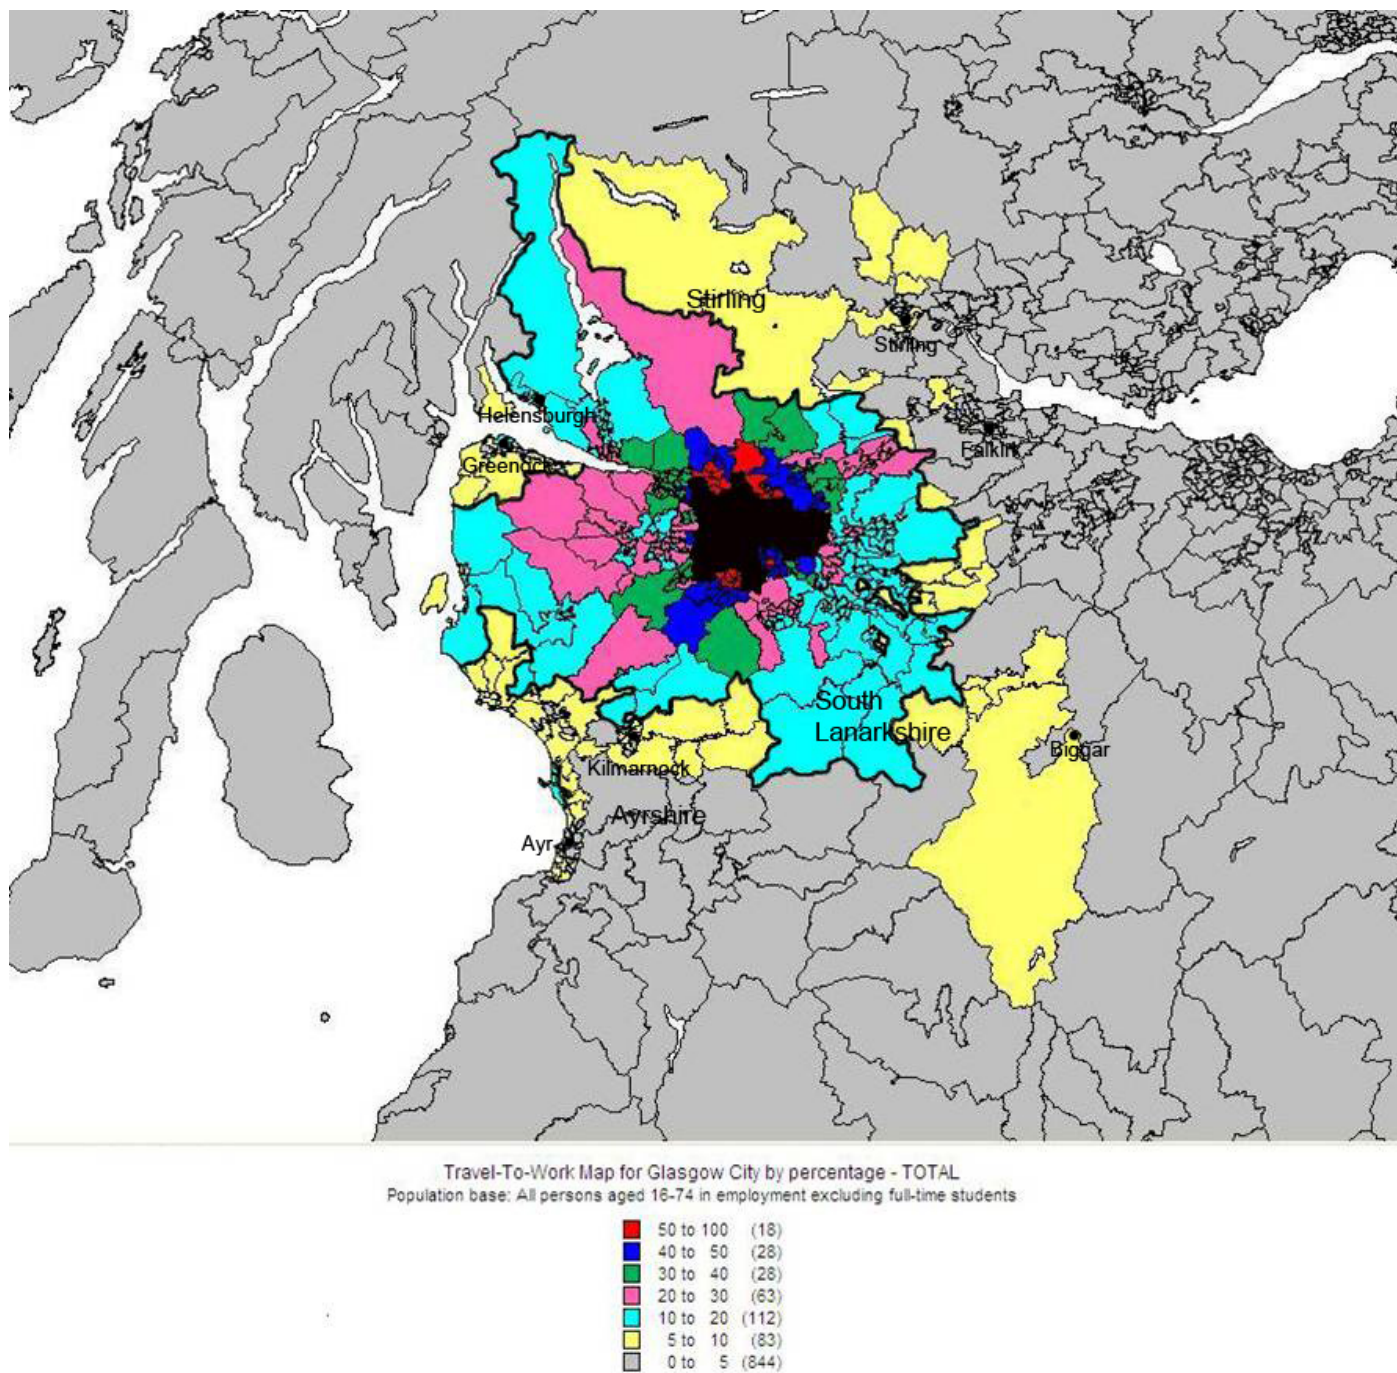 Stirling
Stirling
Helensburgh
Falkirk
Greenock
South
Lanarkshire
Biggar
Kilmarnock
Ayrshire
Ayr
Travel-To-Work Map for Glasgow City by percentage - TOTAL
Population base: All persons aged 16-74 in employment excluding full-time students
50 to 100 (18)
40 to 50 (28)
30 to 40 (28)
20 to 30 (63)
10 to 20 (112)
5 to 10 (83)
0 to 5 (844)